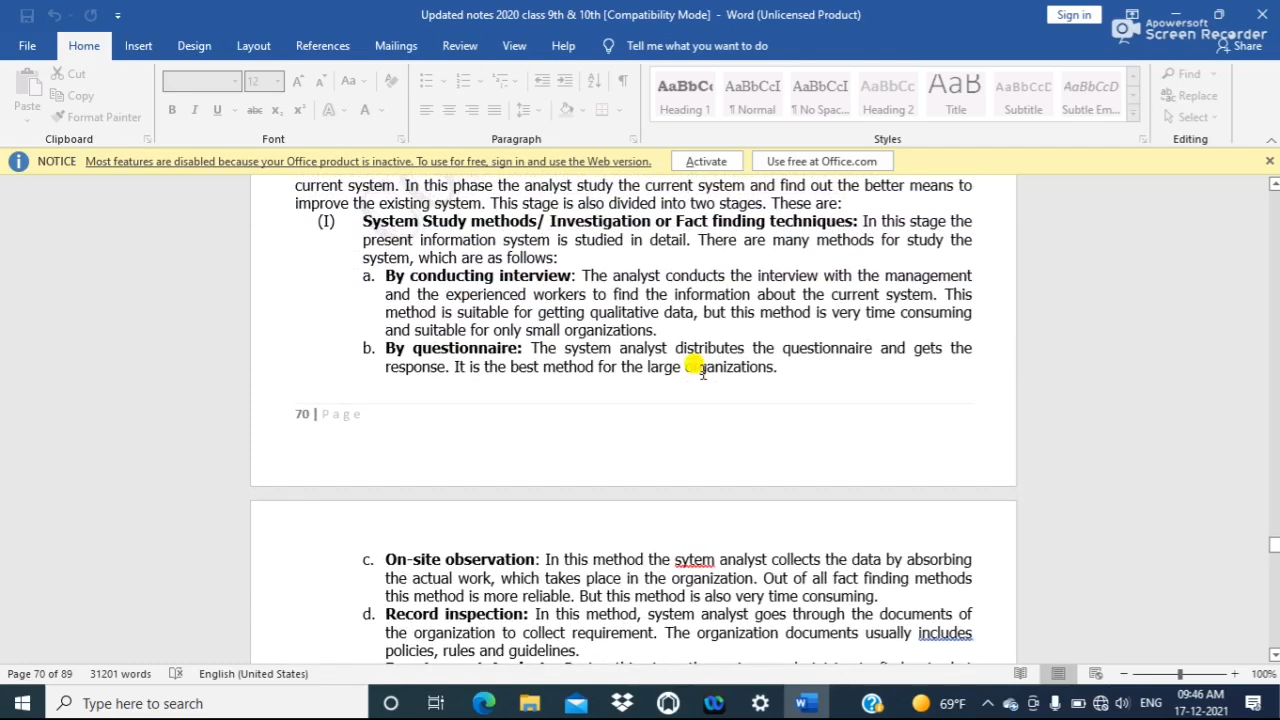 Updated notes 2020 class 9th & 10th [Compatibility Mode] - Word (Unlicensed Product)
Sign in
Apowersoft
Screen Recorder
File Home Insert Design Layout References Mailings Review View Help Tell me what you want to do Share
Cut
Copy
Format Painter
Paste
12
Aa
B I U abc x₂ x² A A
AaBbCc AaBbCcI AaBbCcI AaBbCc AaB AaBbCcD AaBbCcD
Heading 1 ¶ Normal ¶ No Spac... Heading 2 Title Subtitle Subtle Em...
Find
Replace
Select
Clipboard Font Paragraph Styles Editing
NOTICE Most features are disabled because your Office product is inactive. To use for free, sign in and use the Web version. Activate Use free at Office.com
current system. In this phase the analyst study the current system and find out the better means to
improve the existing system. This stage is also divided into two stages. These are:
(I) System Study methods/ Investigation or Fact finding techniques: In this stage the
present information system is studied in detail. There are many methods for study the
system, which are as follows:
a. By conducting interview: The analyst conducts the interview with the management
and the experienced workers to find the information about the current system. This
method is suitable for getting qualitative data, but this method is very time consuming
and suitable for only small organizations.
b. By questionnaire: The system analyst distributes the questionnaire and gets the
response. It is the best method for the large organizations.
70 | Page
c. On-site observation: In this method the sytem analyst collects the data by absorbing
the actual work, which takes place in the organization. Out of all fact finding methods
this method is more reliable. But this method is also very time consuming.
d. Record inspection: In this method, system analyst goes through the documents of
the organization to collect requirement. The organization documents usually includes
policies, rules and guidelines.
Page 70 of 89 31201 words English (United States) 100%
Type here to search
69°F
ENG
09:46 AM
17-12-2021